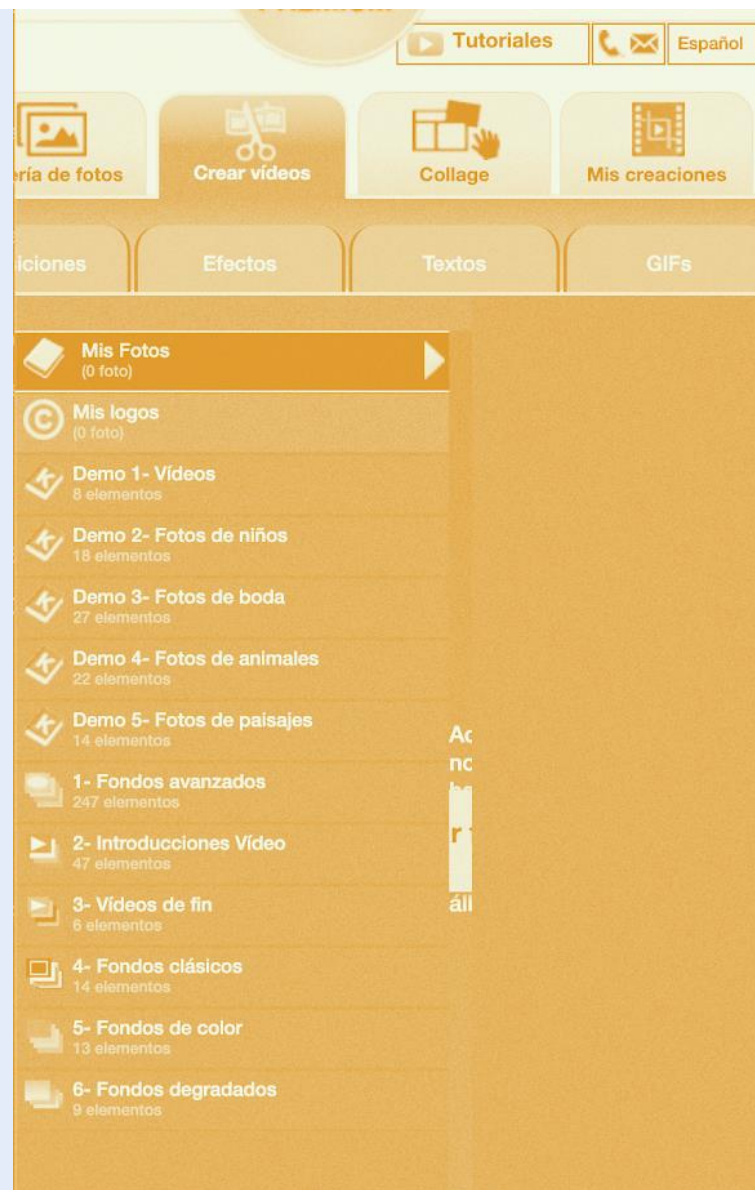 Tutoriales
Español
ría de fotos
Crear vídeos
Collage
Mis creaciones
iciones
Efectos
Textos
GIFs
Mis Fotos
(0 foto)
Mis logos
(0 foto)
Demo 1- Vídeos
8 elementos
Demo 2- Fotos de niños
18 elementos
Demo 3- Fotos de boda
27 elementos
Demo 4- Fotos de animales
22 elementos
Demo 5- Fotos de paisajes
14 elementos
1- Fondos avanzados
247 elementos
2- Introducciones Vídeo
47 elementos
3- Vídeos de fin
6 elementos
4- Fondos clásicos
14 elementos
5- Fondos de color
13 elementos
6- Fondos degradados
9 elementos